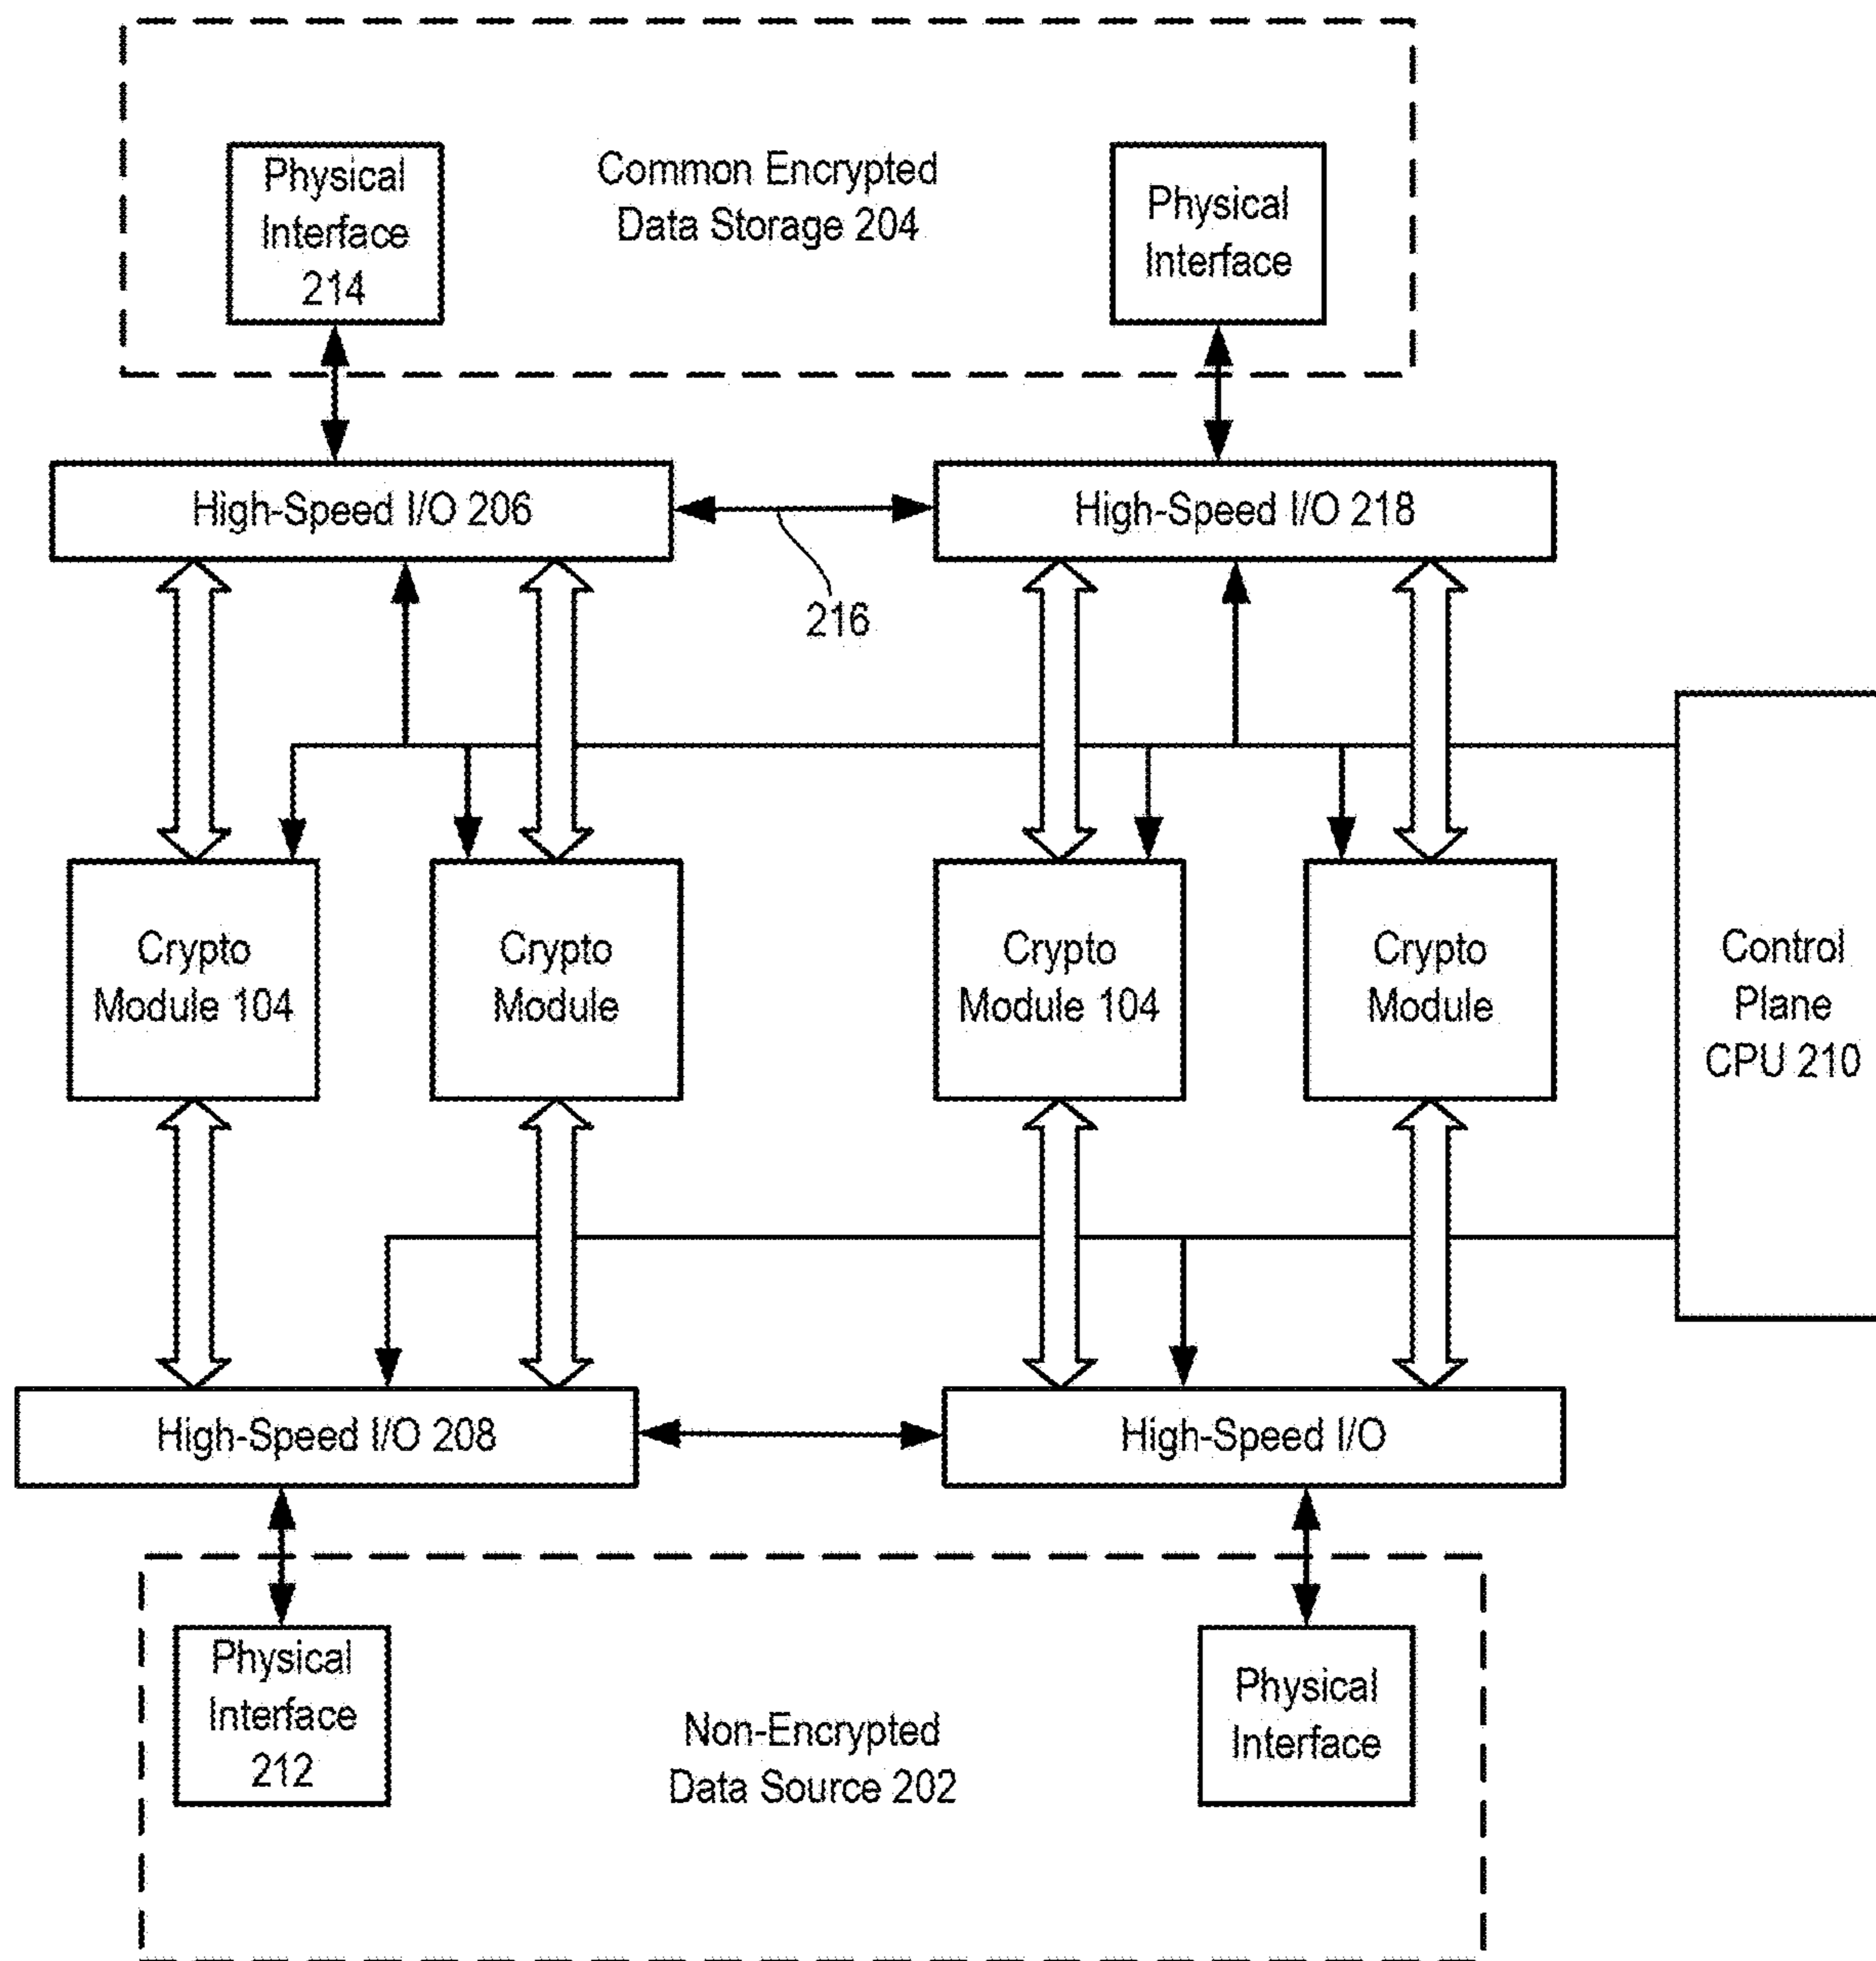 Physical
Interface
214
Common Encrypted
Data Storage 204
Physical
Interface
High-Speed I/O 206
High-Speed I/O 218
216
Crypto
Module 104
Crypto
Module
Crypto
Module 104
Crypto
Module
Control
Plane
CPU 210
High-Speed I/O 208
High-Speed I/O
Physical
Interface
212
Non-Encrypted
Data Source 202
Physical
Interface